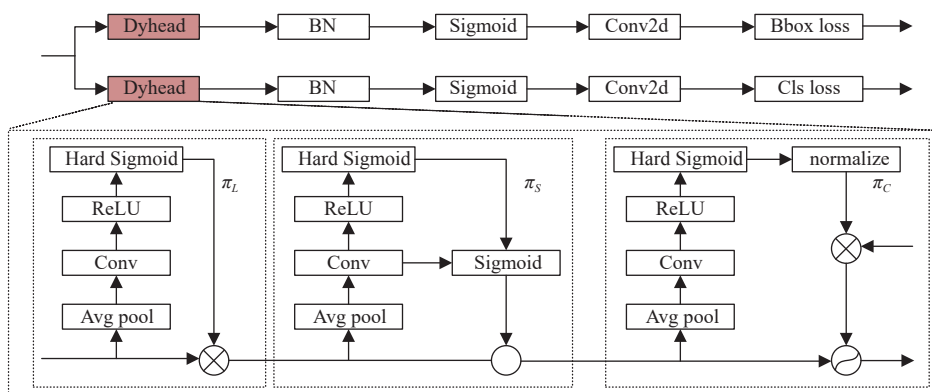 Dyhead BN Sigmoid Conv2d Bbox loss
Dyhead BN Sigmoid Conv2d Cls loss
Hard Sigmoid
π_L
ReLU
Conv
Avg pool
Hard Sigmoid
π_S
ReLU
Conv Sigmoid
Avg pool
Hard Sigmoid normalize
π_C
ReLU
Conv
Avg pool